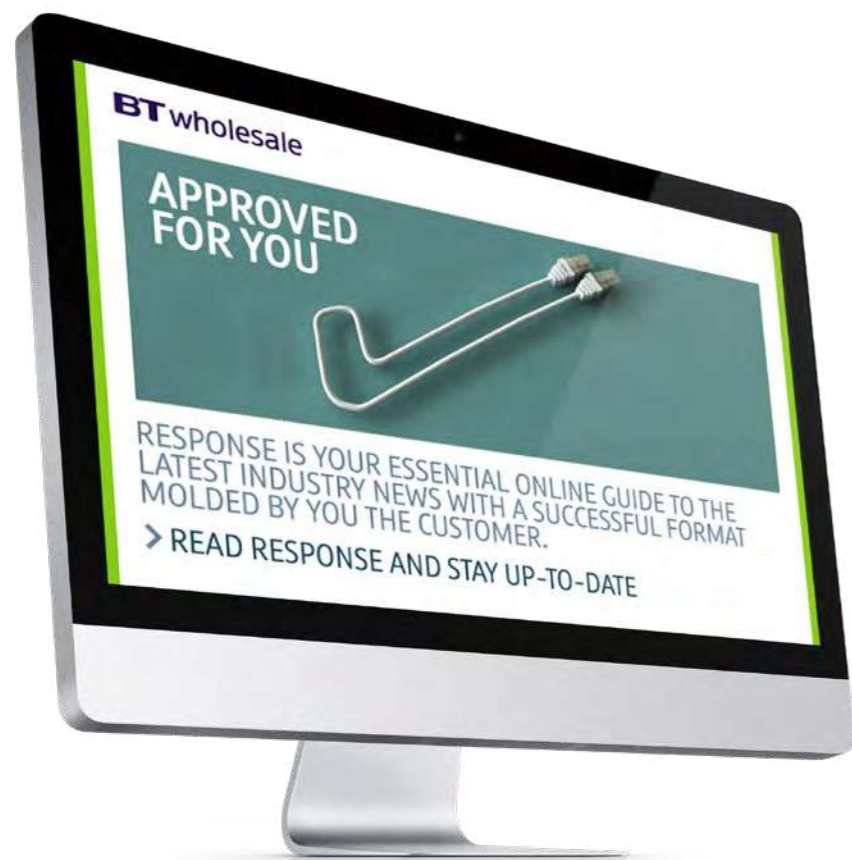 BT wholesale
APPROVED
FOR YOU
RESPONSE IS YOUR ESSENTIAL ONLINE GUIDE TO THE
LATEST INDUSTRY NEWS WITH A SUCCESSFUL FORMAT
MOLDED BY YOU THE CUSTOMER.
> READ RESPONSE AND STAY UP-TO-DATE